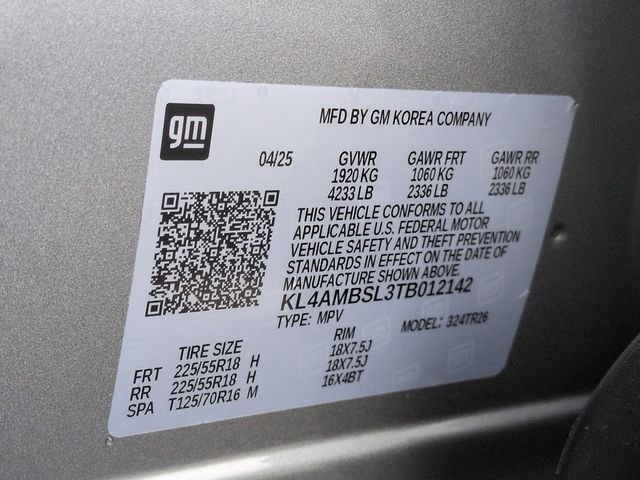 gm
MFD BY GM KOREA COMPANY
04/25 GVWR GAWR FRT GAWR RR
1920 KG 1060 KG 1060 KG
4233 LB 2336 LB 2336 LB
THIS VEHICLE CONFORMS TO ALL
APPLICABLE U.S. FEDERAL MOTOR
VEHICLE SAFETY AND THEFT PREVENTION
STANDARDS IN EFFECT ON THE DATE OF
MANUFACTURE SHOWN ABOVE.
KL4AMBSL3TB012142
TYPE: MPV MODEL: 324TR26
TIRE SIZE RIM
FRT 225/55R18 H 18X7.5J
RR 225/55R18 H 18X7.5J
SPA T125/70R16 M 16X4BT